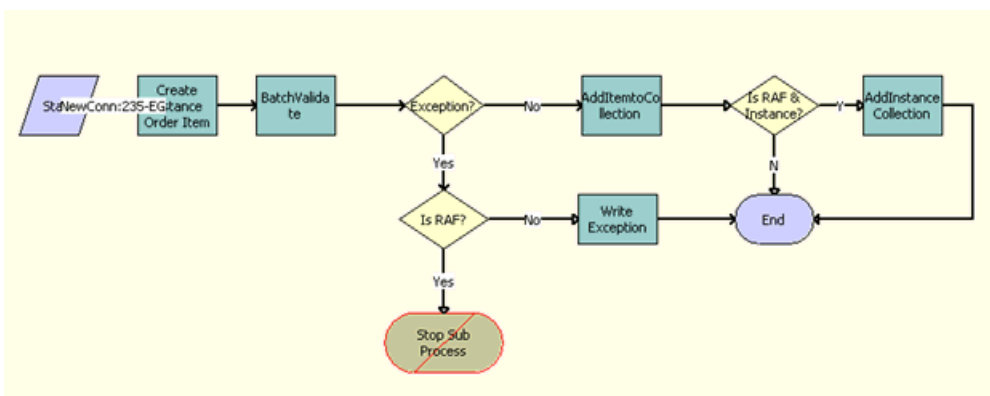 StaNewConn:235-EGstance
Create
Order Item
BatchValida
te
Exception?
No
AddItemtoCo
llection
Is RAF &
Instance?
Y
AddInstance
Collection
Yes
N
Is RAF?
No
Write
Exception
End
Yes
Stop Sub
Process